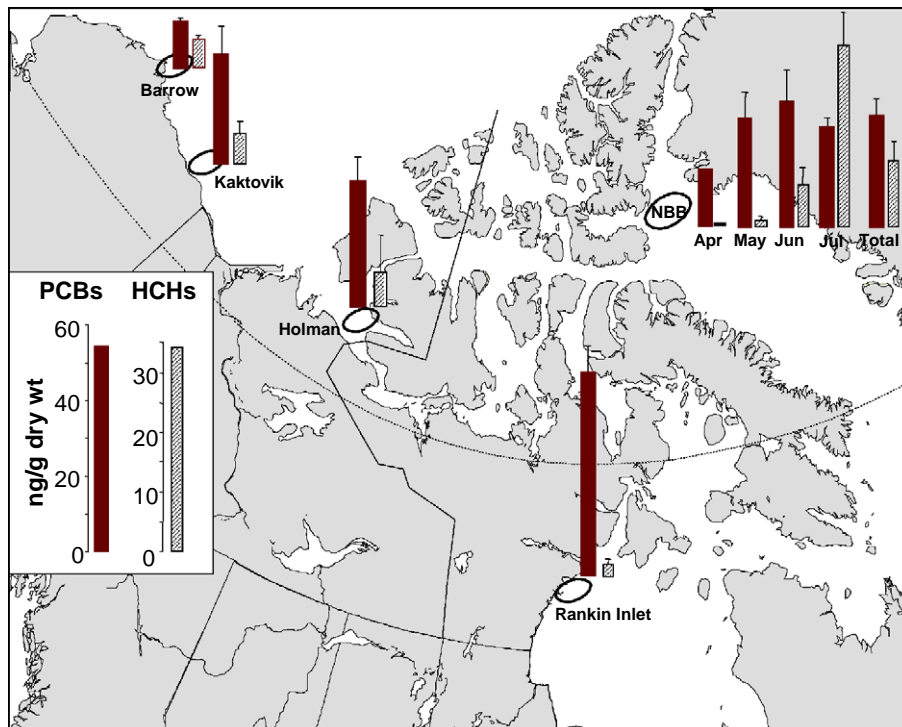 Barrow
Kaktovik
NBB
Apr May Jun Jul Total
Holman
PCBs HCHs
ng/g dry wt
60
40
20
0
30
20
10
0
Rankin Inlet